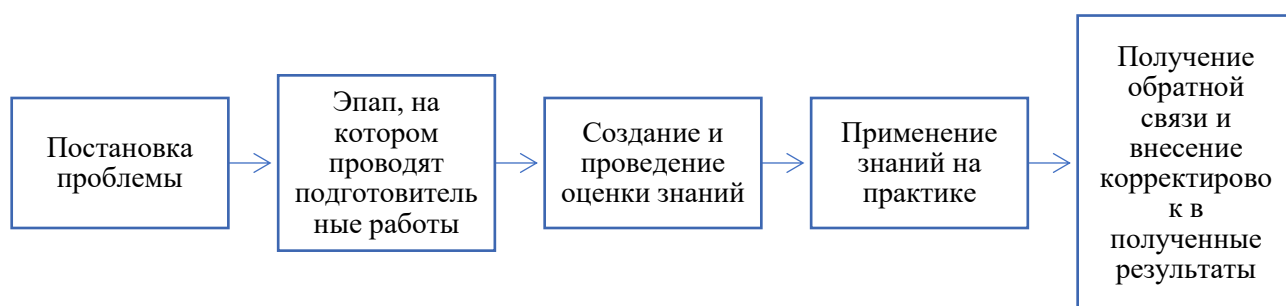 Постановка
проблемы
Эпап, на
котором
проводят
подготовитель
ные работы
Создание и
проведение
оценки знаний
Применение
знаний на
практике
Получение
обратной
связи и
внесение
корректирово
к в
полученные
результаты